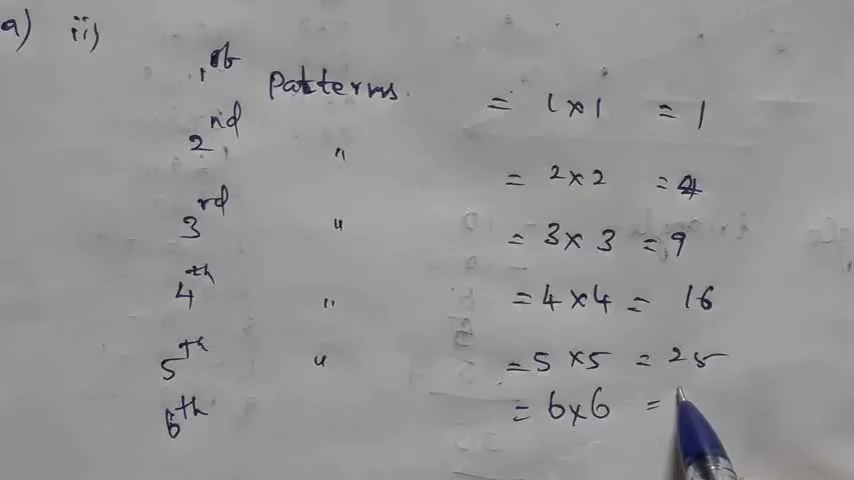 a) ii)
1st Patterns = 1×1 = 1
2nd " = 2×2 = 4
3rd " = 3×3 = 9
4th " = 4×4 = 16
5th " = 5×5 = 25
6th = 6×6 =